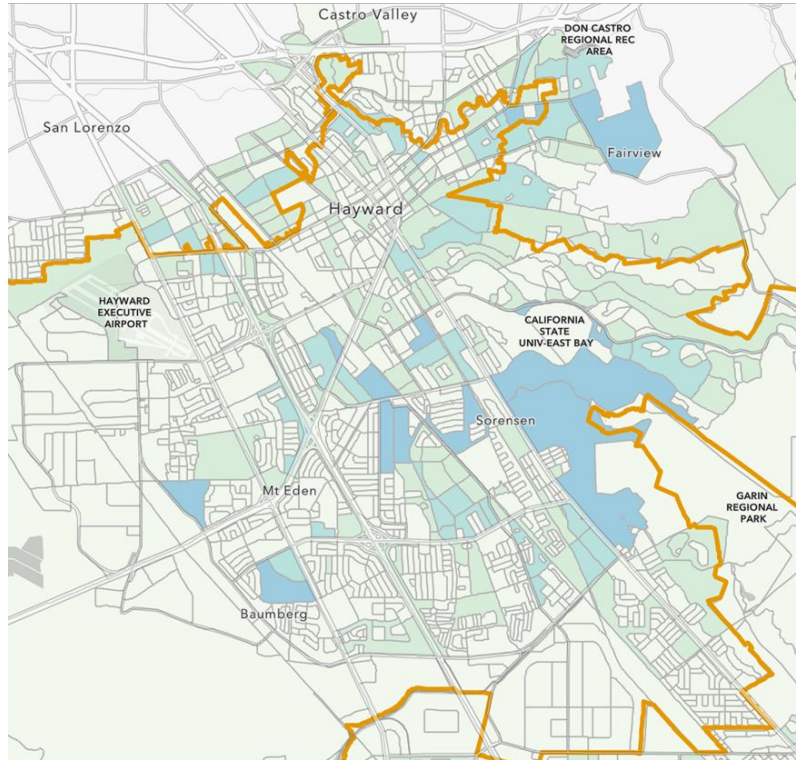 Castro Valley
DON CASTRO
REGIONAL REC
AREA
San Lorenzo
Fairview
Hayward
HAYWARD
EXECUTIVE
AIRPORT
CALIFORNIA
STATE
UNIV-EAST BAY
Sorensen
Mt Eden
GARIN
REGIONAL
PARK
Baumberg